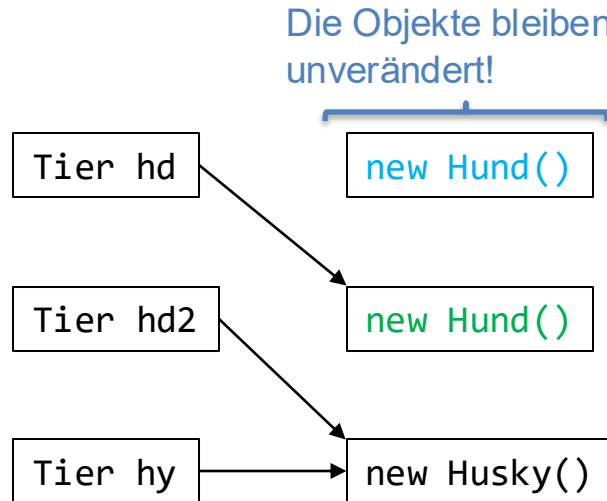 Die Objekte bleiben
unverändert!
Tier hd
new Hund()
Tier hd2
new Hund()
Tier hy
new Husky()